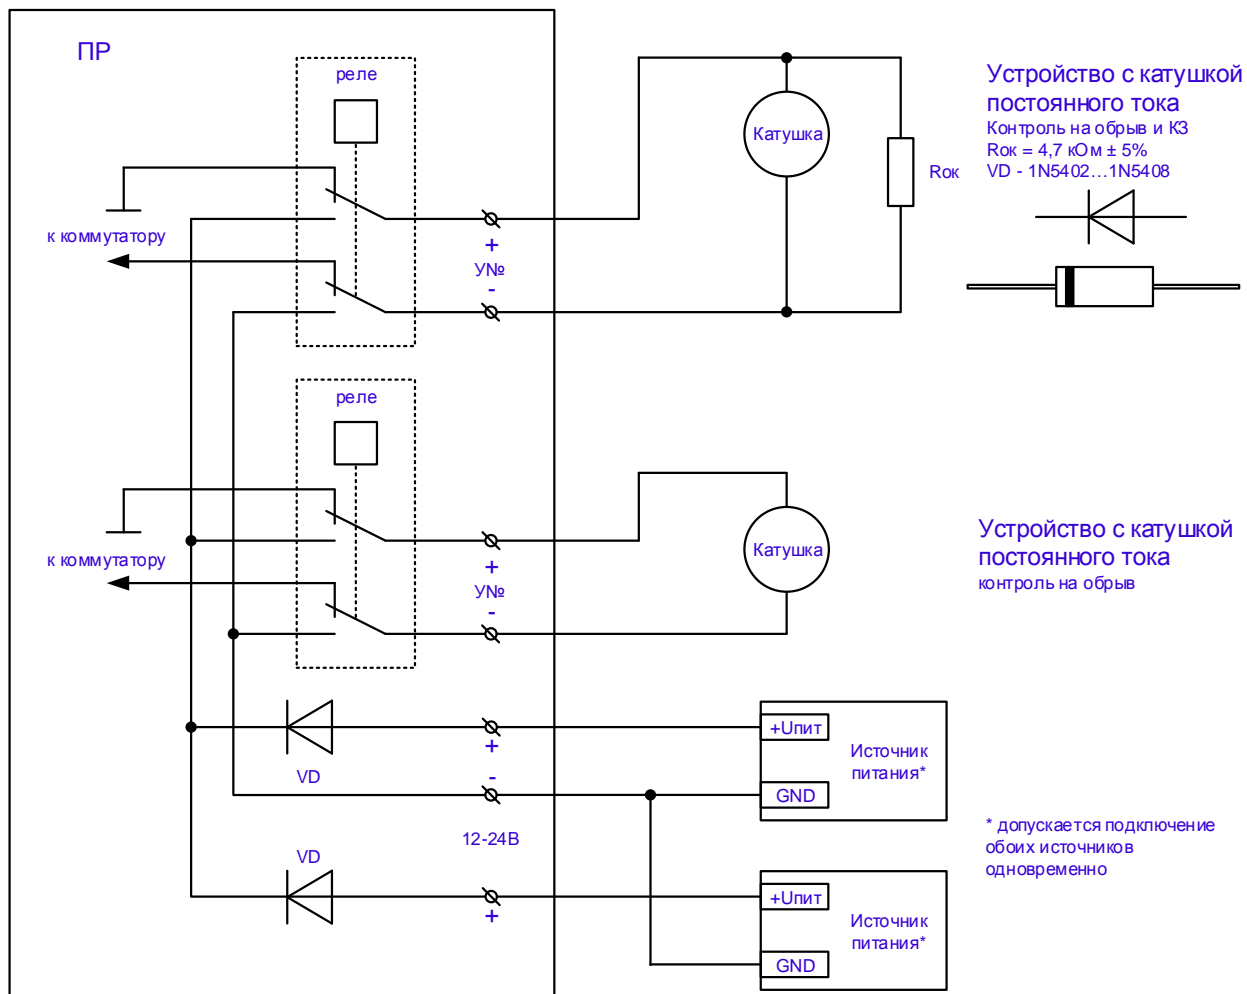 ПР
реле
к коммутатору
+
У№
-
Катушка
Rок
Устройство с катушкой
постоянного тока
Контроль на обрыв и КЗ
Rок = 4,7 кОм ± 5%
VD - 1N5402...1N5408
реле
к коммутатору
+
У№
-
Катушка
Устройство с катушкой
постоянного тока
контроль на обрыв
VD
+
-
12-24В
+Uпит
GND
Источник
питания*
VD
+
+Uпит
GND
Источник
питания*
* допускается подключение
обоих источников
одновременно